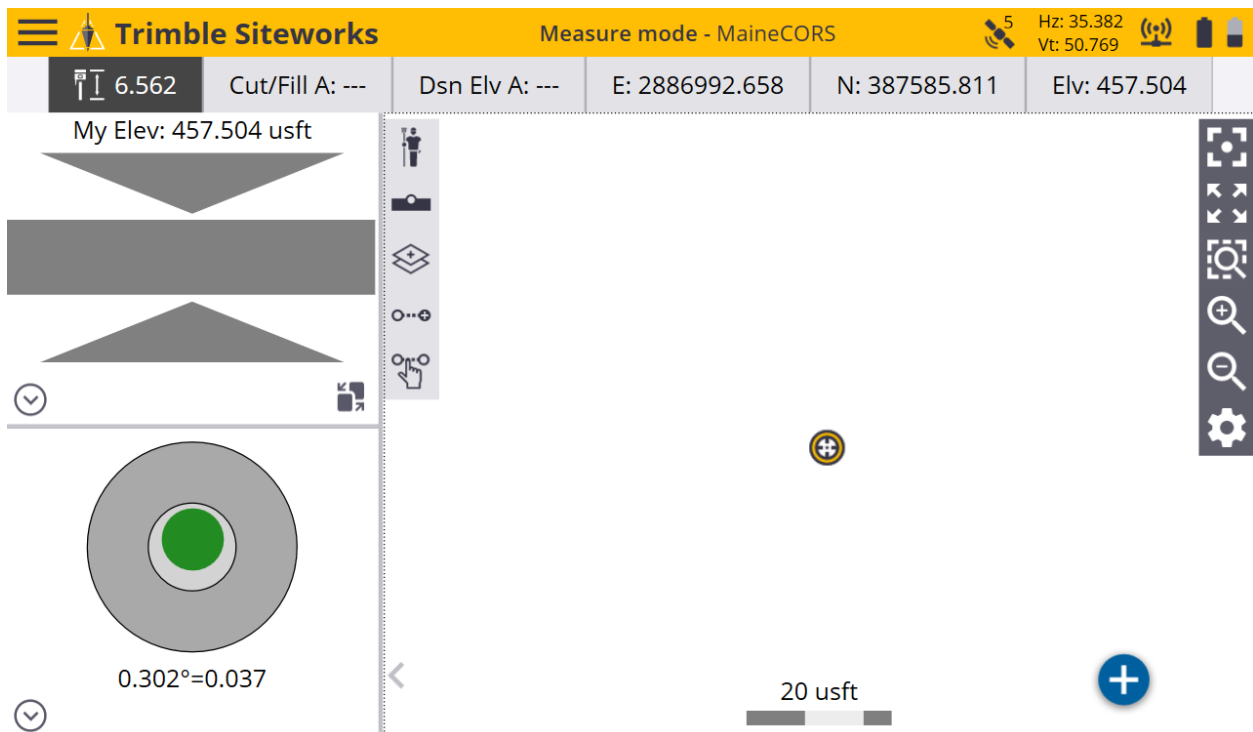 Trimble Siteworks
Measure mode - MaineCORS
5
Hz: 35.382
Vt: 50.769
6.562
Cut/Fill A: ---
Dsn Elv A: ---
E: 2886992.658
N: 387585.811
Elv: 457.504
My Elev: 457.504 usft
0.302°=0.037
20 usft